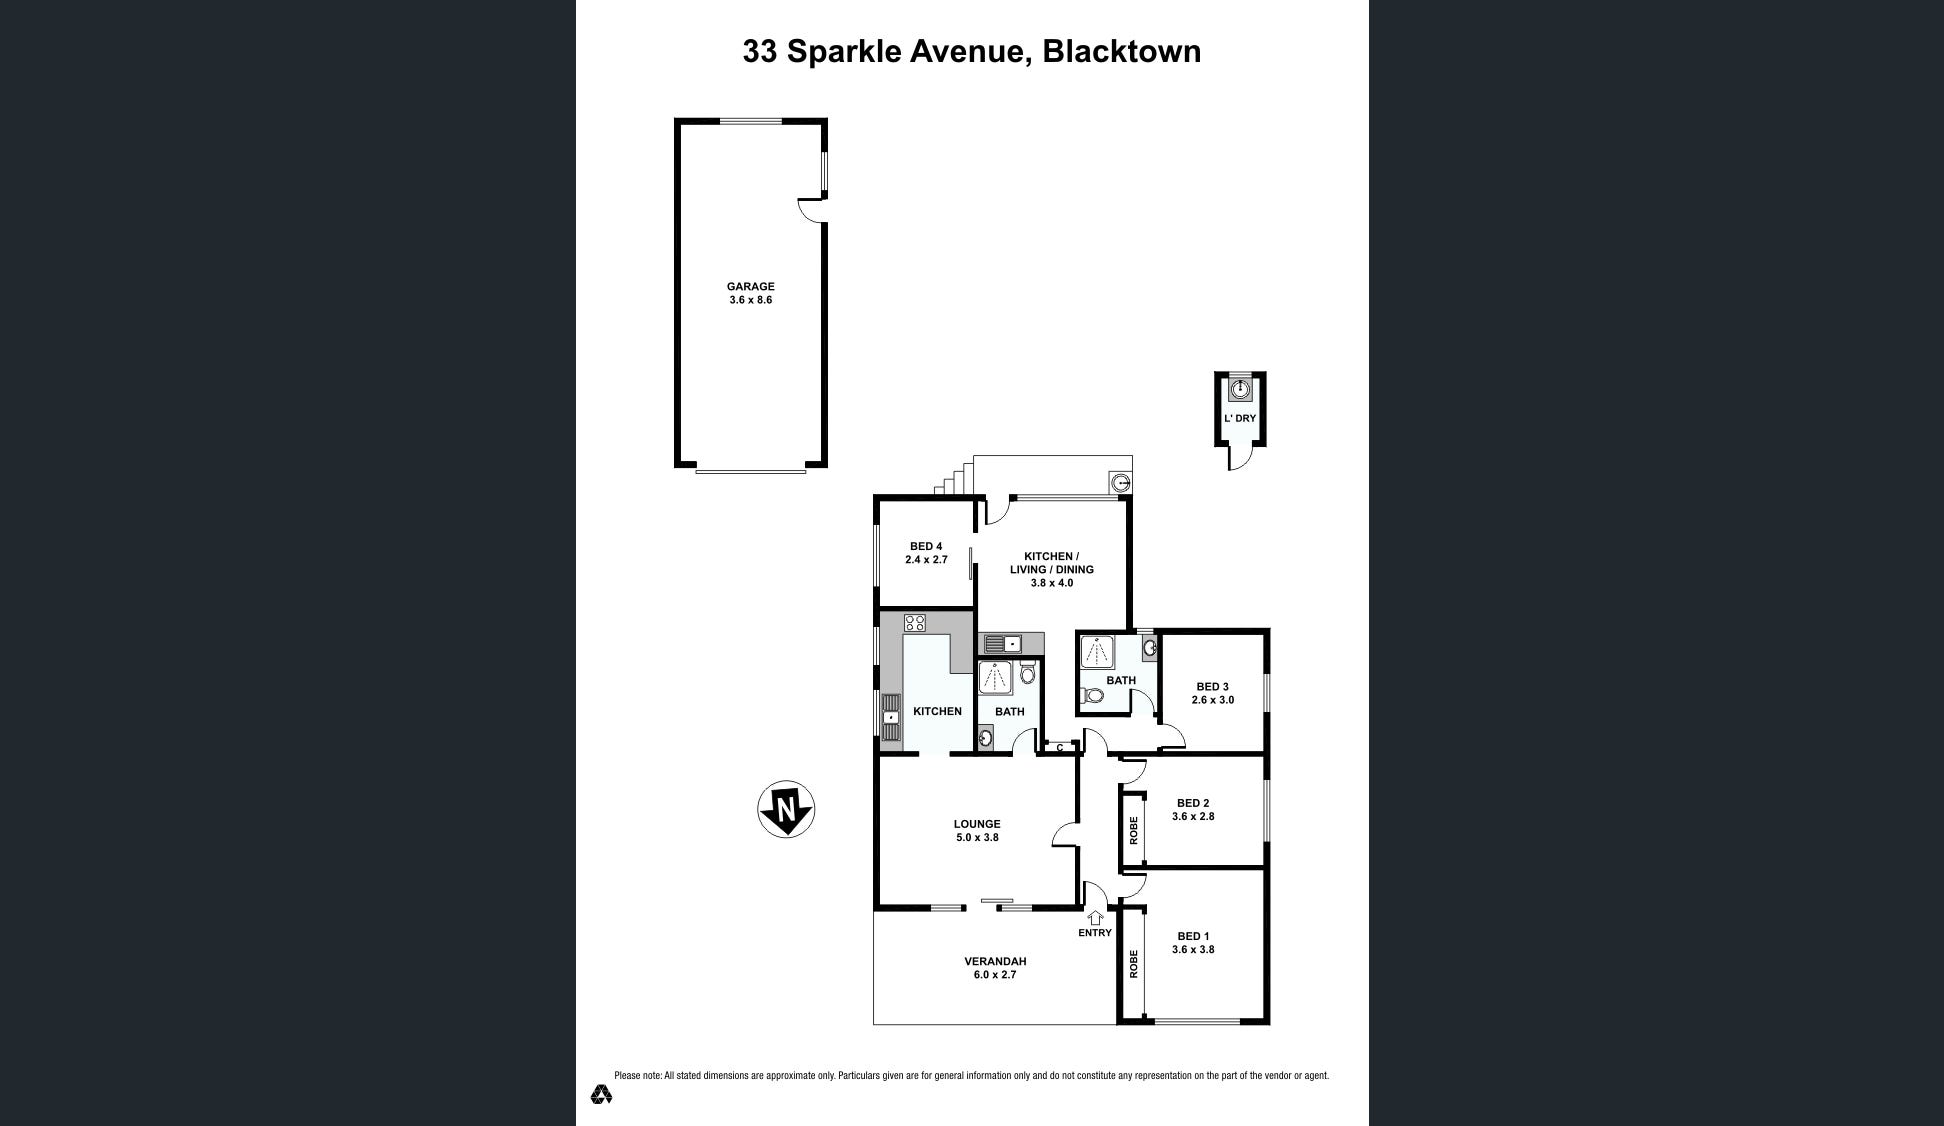 33 Sparkle Avenue, Blacktown
GARAGE
3.6 x 8.6
L' DRY
BED 4
2.4 x 2.7
KITCHEN /
LIVING / DINING
3.8 x 4.0
BATH
BED 3
2.6 x 3.0
KITCHEN
BATH
C
BED 2
3.6 x 2.8
ROBE
LOUNGE
5.0 x 3.8
N
ENTRY
BED 1
3.6 x 3.8
ROBE
VERANDAH
6.0 x 2.7
Please note: All stated dimensions are approximate only. Particulars given are for general information only and do not constitute any representation on the part of the vendor or agent.